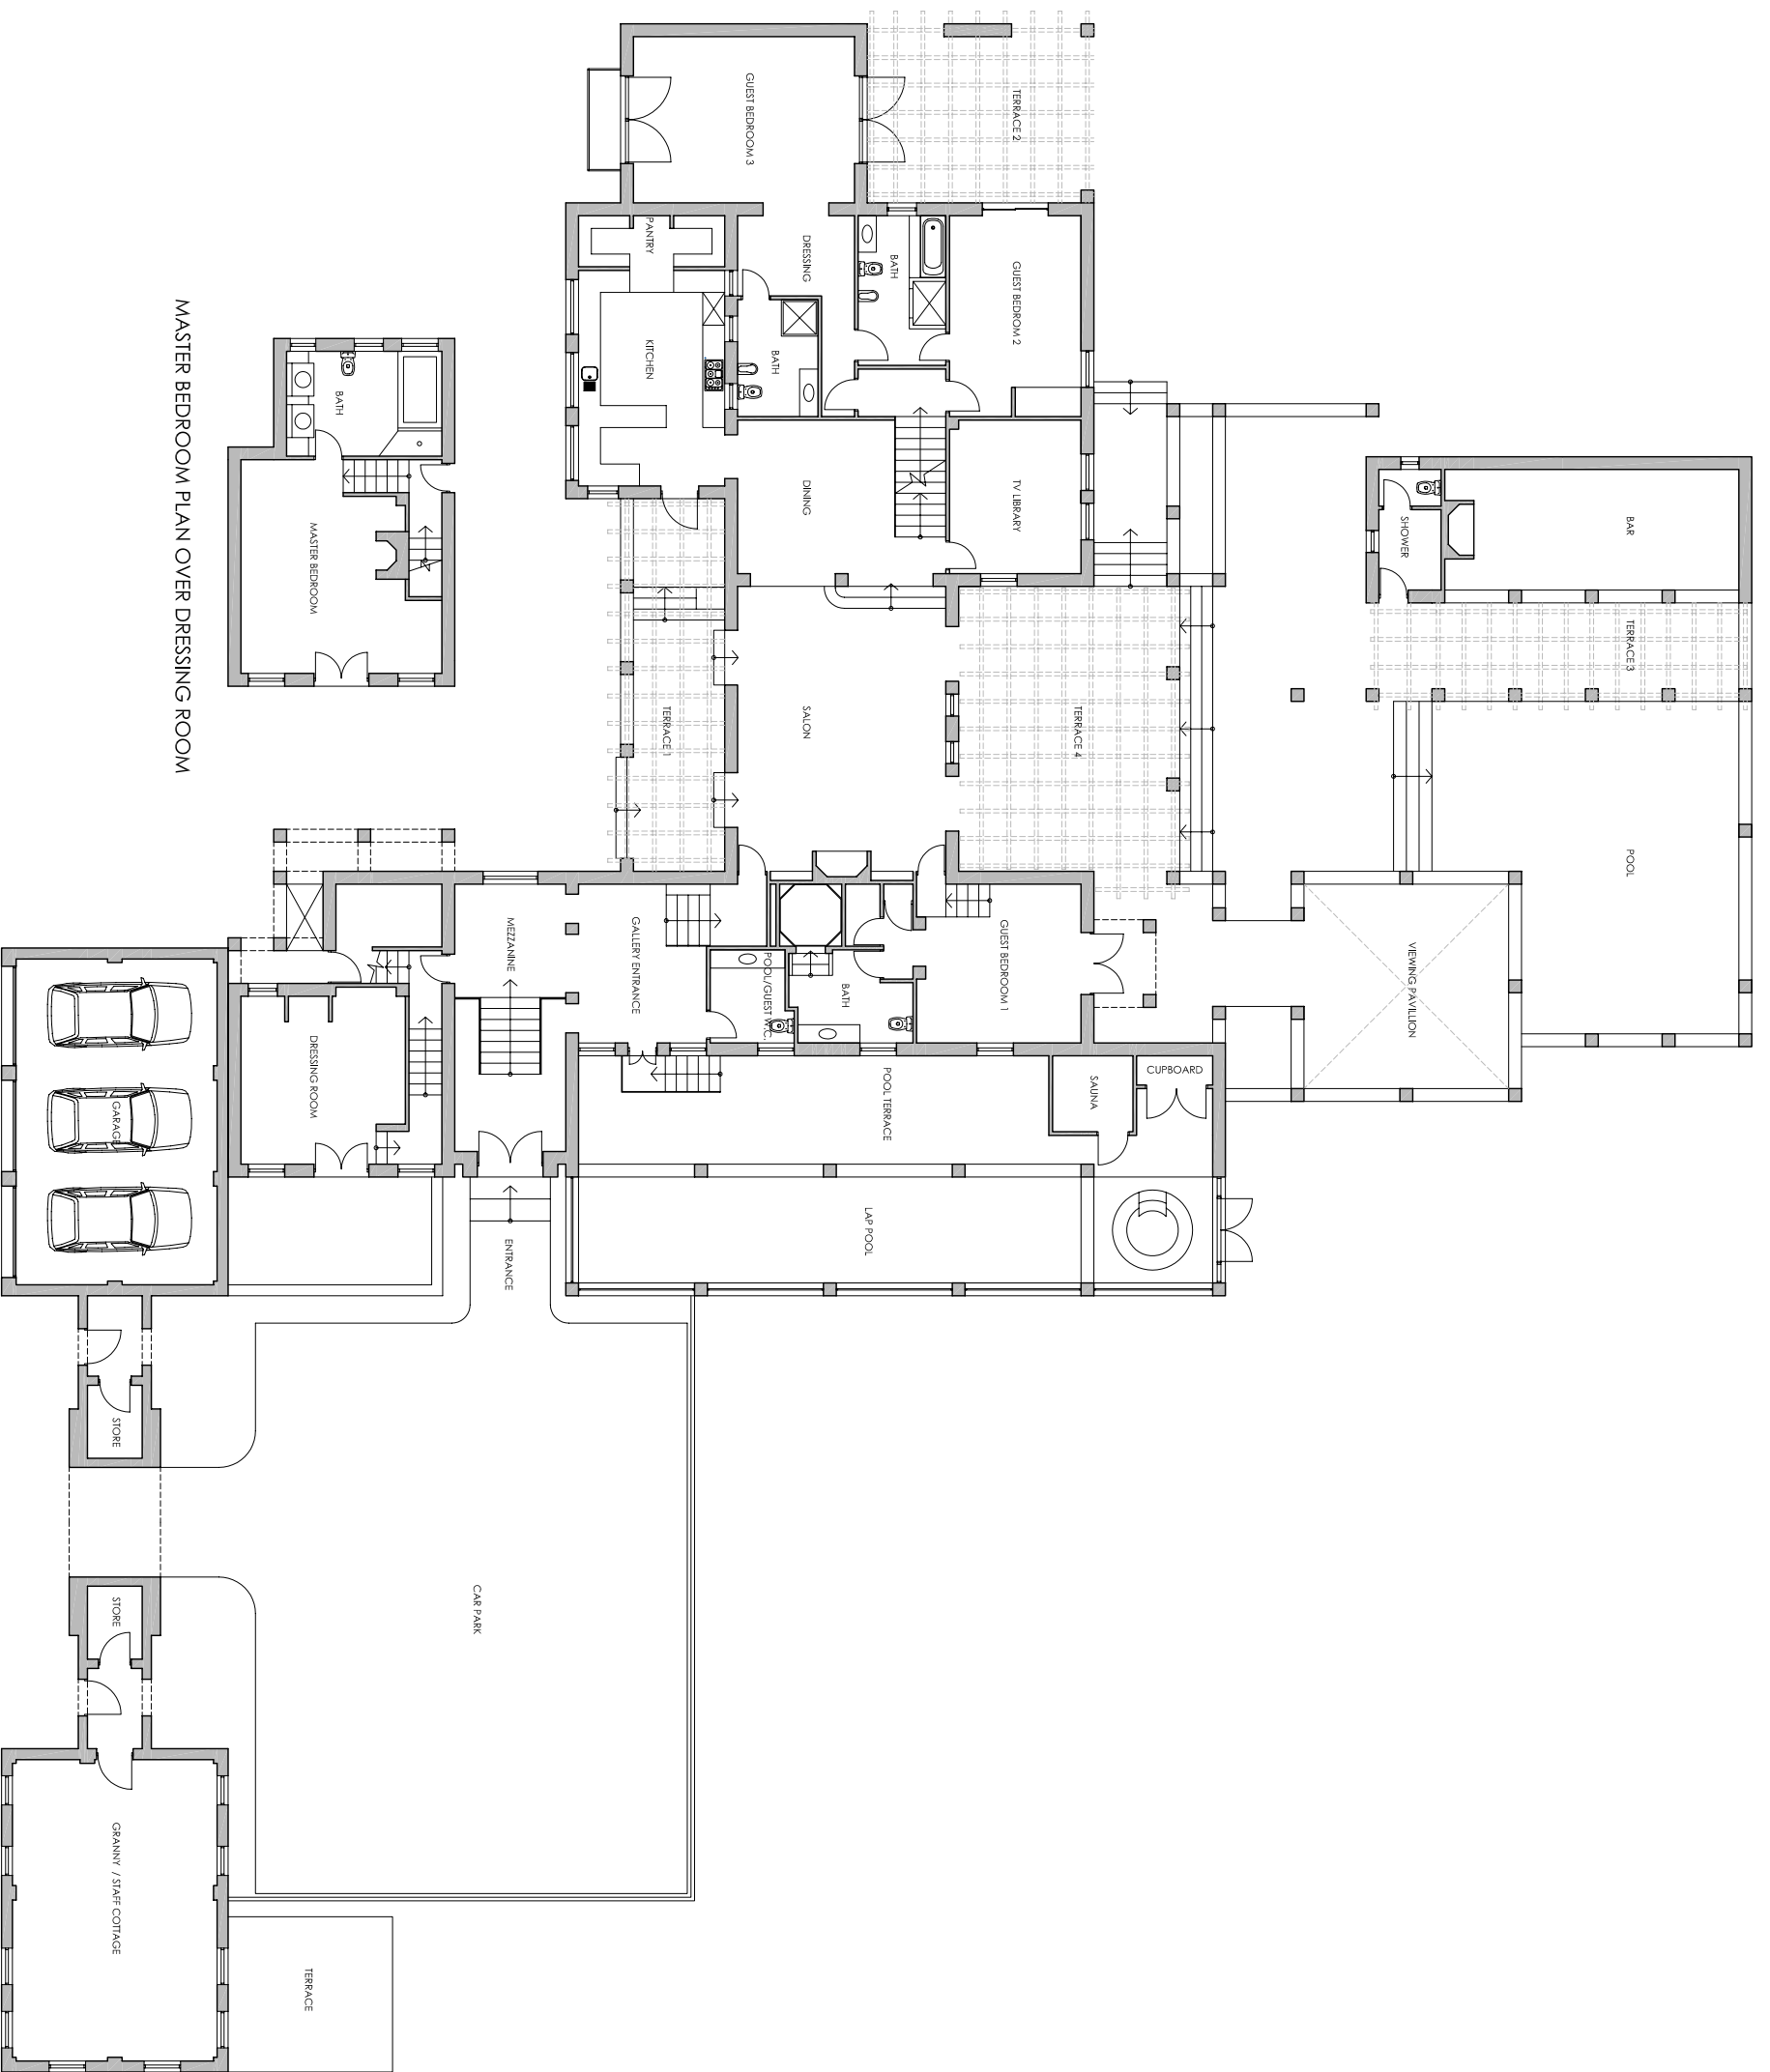 TERRACE 2
GUEST BEDROOM 3
PANTRY
DRESSING
BATH
GUEST BEDROM 2
KITCHEN
BATH
DINING
TV LIBRARY
BAR
SHOWER
TERRACE 3
BATH
MASTER BEDROOM
MASTER BEDROOM PLAN OVER DRESSING ROOM
TERRACE 1
SALON
TERRACE 4
POOL
VIEWING PAVILLION
MEZZANINE
GALLERY ENTRANCE
POOL/GUEST W.C.
BATH
GUEST BEDROOM 1
DRESSING ROOM
GARAGE
POOL TERRACE
SAUNA
CUPBOARD
LAP POOL
ENTRANCE
STORE
CAR PARK
STORE
GRANNY / STAFF COTTAGE
TERRACE